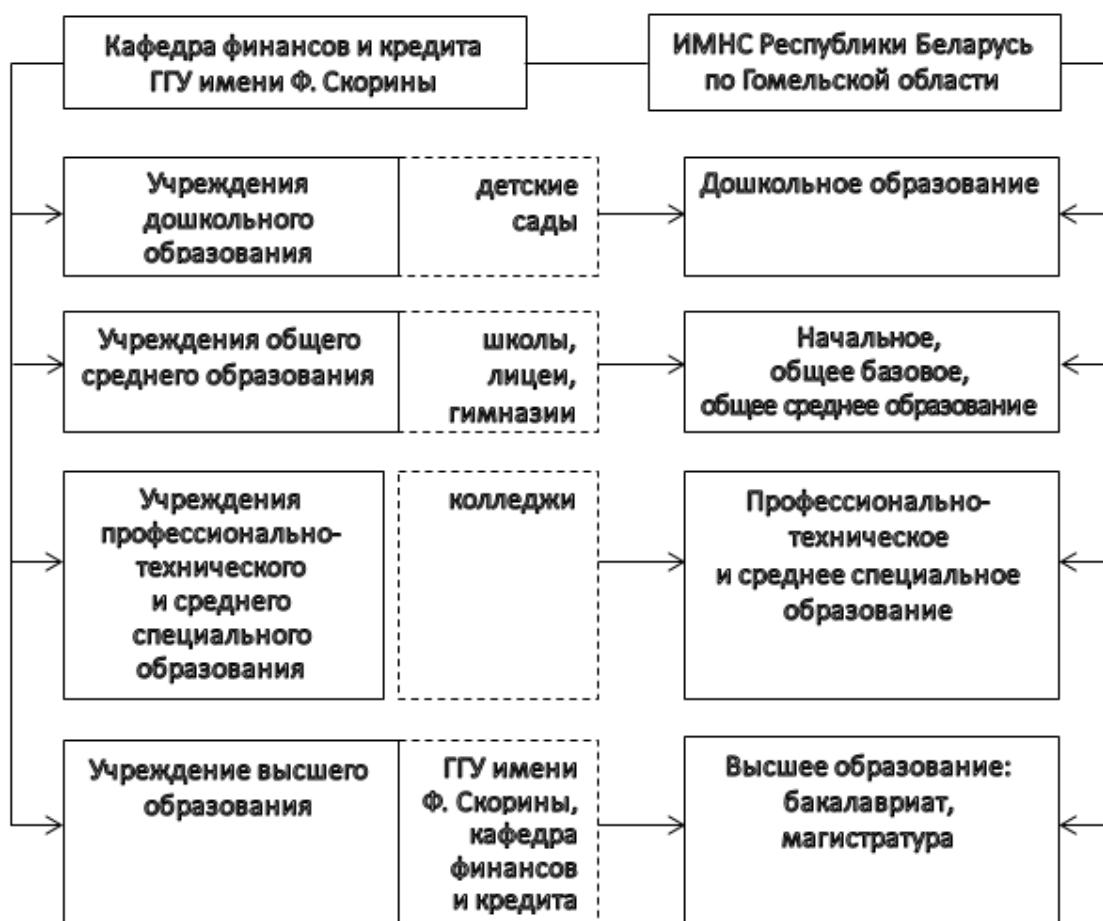 Кафедра финансов и кредита
ГГУ имени Ф. Скорины
ИМНС Республики Беларусь
по Гомельской области
Учреждения
дошкольного
образования
детские
сады
Дошкольное образование
Учреждения общего
среднего образования
школы,
лицеи,
гимназии
Начальное,
общее базовое,
общее среднее образование
Учреждения
профессионально-
технического
и среднего
специального
образования
колледжи
Профессионально-
техническое
и среднее специальное
образование
Учреждение высшего
образования
ГГУ имени
Ф. Скорины,
кафедра
финансов
и кредита
Высшее образование:
бакалавриат,
магистратура